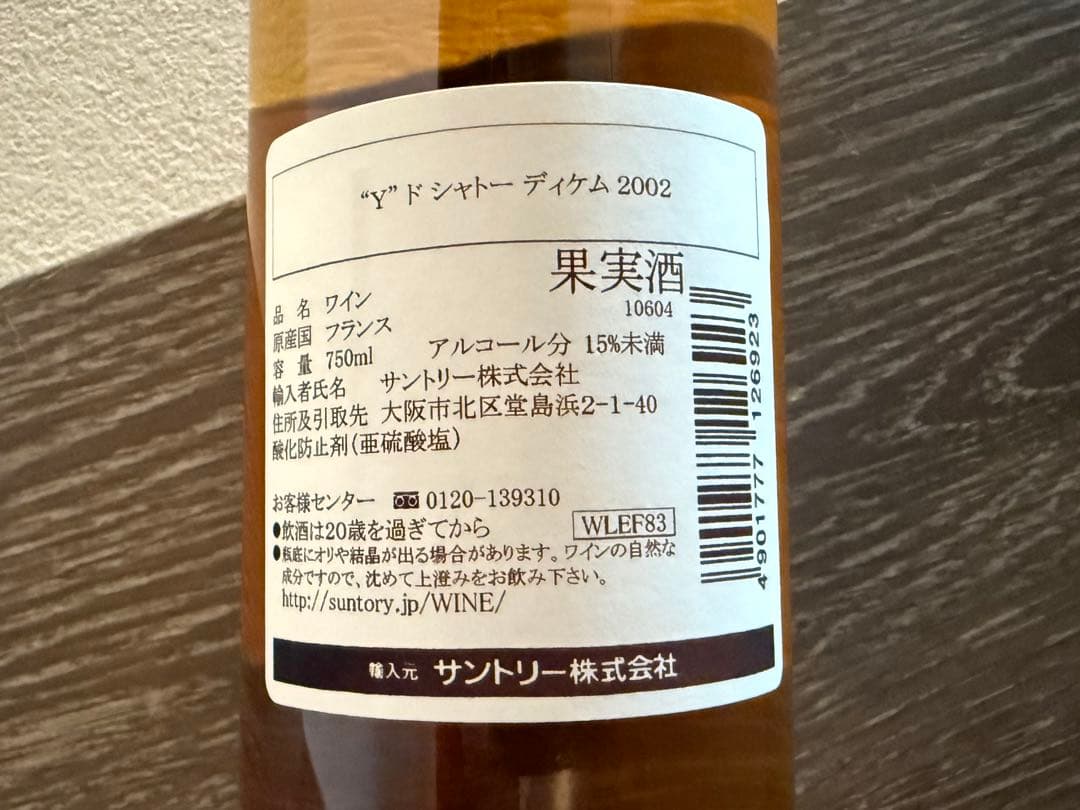 “Y” ド シャトー ディケム 2002
果実酒
10604
品 名 ワイン
原産国 フランス
容 量 750ml アルコール分 15%未満
輸入者氏名 サントリー株式会社
住所及引取先 大阪市北区堂島浜2-1-40
酸化防止剤(亜硫酸塩)
お客様センター 0120-139310
●飲酒は20歳を過ぎてから WLEF83
●瓶底にオリや結晶が出る場合があります。ワインの自然な
成分ですので、沈めて上澄みをお飲み下さい。
http://suntory.jp/WINE/
4 901777 126923
輸入元 サントリー株式会社